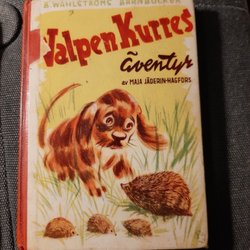 B. WAHLSTRÖMS BARNBÖCKER
Valpen Kurres
äventyr
AV MAJA JÄDERIN-HAGFORS